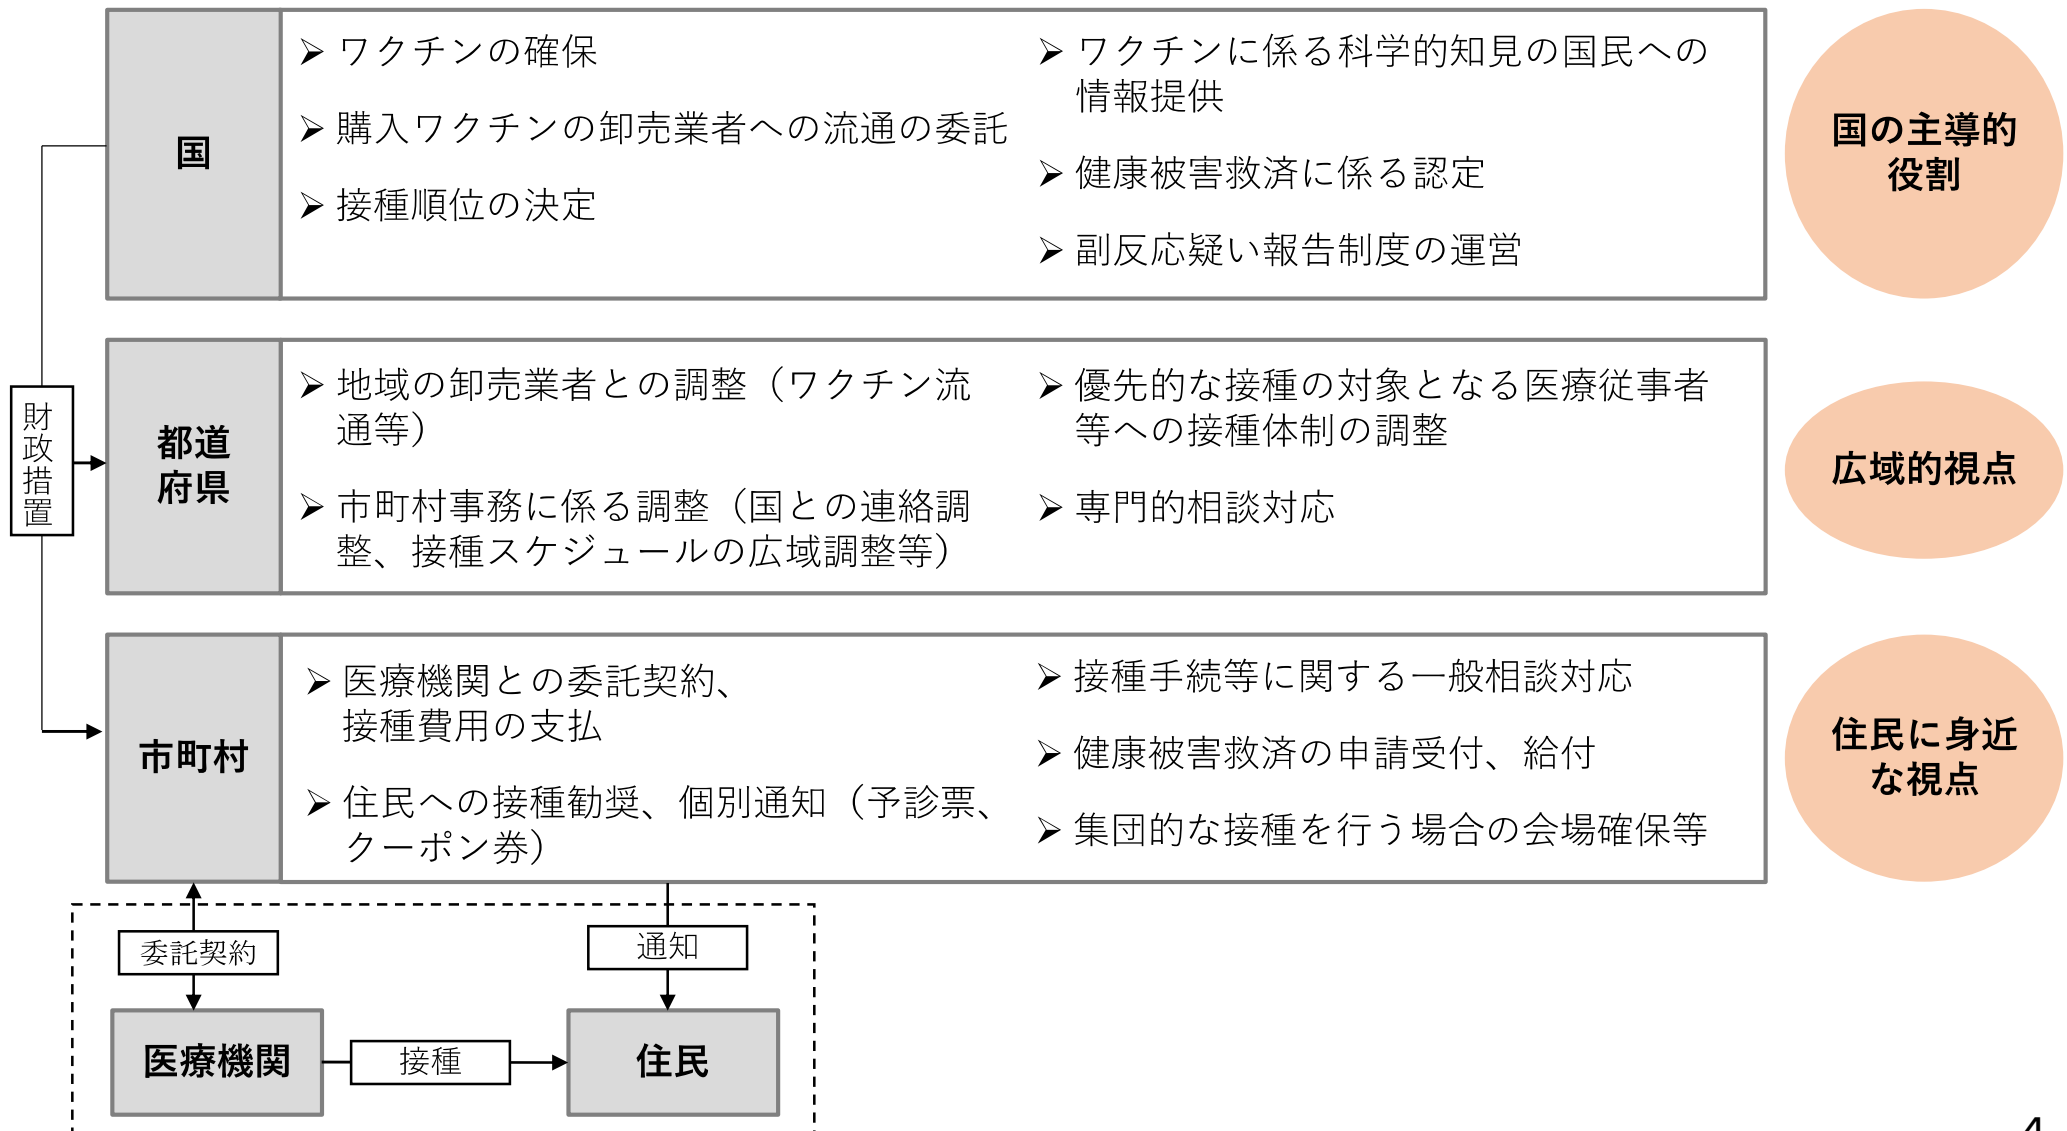 国
➢ ワクチンの確保
➢ 購入ワクチンの卸売業者への流通の委託
➢ 接種順位の決定
➢ ワクチンに係る科学的知見の国民への
情報提供
➢ 健康被害救済に係る認定
➢ 副反応疑い報告制度の運営
国の主導的
役割
財政措置
都道
府県
➢ 地域の卸売業者との調整（ワクチン流
通等）
➢ 市町村事務に係る調整（国との連絡調
整、接種スケジュールの広域調整等）
➢ 優先的な接種の対象となる医療従事者
等への接種体制の調整
➢ 専門的相談対応
広域的視点
市町村
➢ 医療機関との委託契約、
接種費用の支払
➢ 住民への接種勧奨、個別通知（予診票、
クーポン券）
➢ 接種手続等に関する一般相談対応
➢ 健康被害救済の申請受付、給付
➢ 集団的な接種を行う場合の会場確保等
住民に身近
な視点
委託契約
通知
医療機関
接種
住民
4